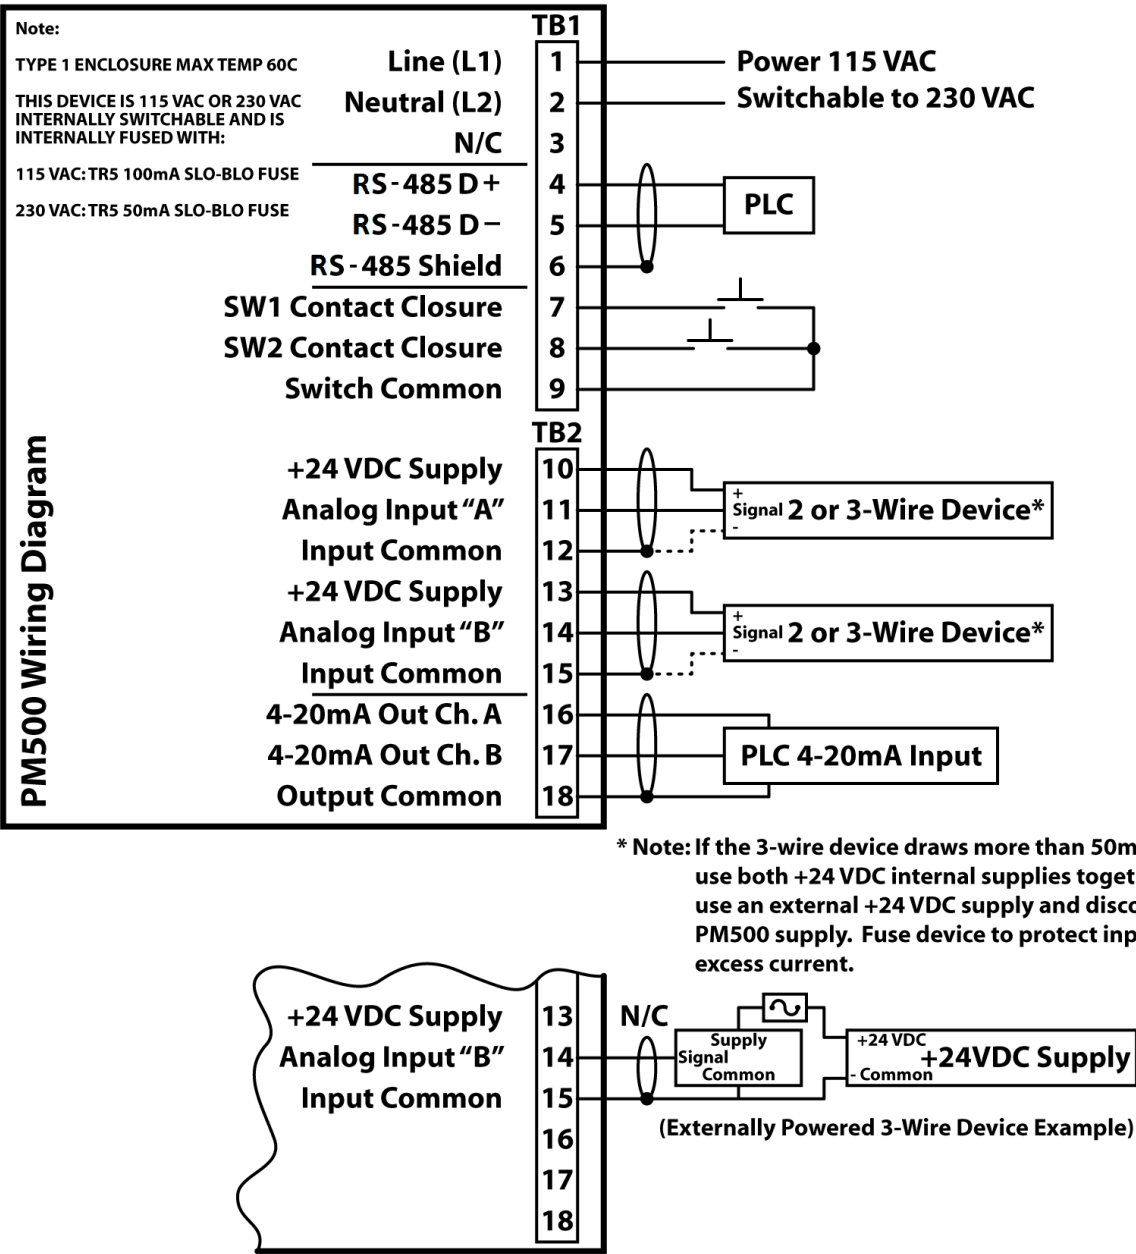 Note:
TYPE 1 ENCLOSURE MAX TEMP 60C
THIS DEVICE IS 115 VAC OR 230 VAC
INTERNALLY SWITCHABLE AND IS
INTERNALLY FUSED WITH:
115 VAC: TR5 100mA SLO-BLO FUSE
230 VAC: TR5 50mA SLO-BLO FUSE
PM500 Wiring Diagram
TB1
Line (L1) 1 Power 115 VAC
Neutral (L2) 2 Switchable to 230 VAC
N/C 3
RS-485 D+ 4
PLC
RS-485 D− 5
RS-485 Shield 6
SW1 Contact Closure 7
SW2 Contact Closure 8
Switch Common 9
TB2
+24 VDC Supply 10
+
Analog Input "A" 11 Signal 2 or 3-Wire Device*
-
Input Common 12
+24 VDC Supply 13
+
Analog Input "B" 14 Signal 2 or 3-Wire Device*
-
Input Common 15
4-20mA Out Ch. A 16
4-20mA Out Ch. B 17 PLC 4-20mA Input
Output Common 18
* Note: If the 3-wire device draws more than 50m
use both +24 VDC internal supplies toget
use an external +24 VDC supply and disco
PM500 supply. Fuse device to protect inp
excess current.
+24 VDC Supply 13 N/C
Supply +24 VDC
Analog Input "B" 14 Signal +24VDC Supply
Common - Common
Input Common 15
(Externally Powered 3-Wire Device Example)
16
17
18